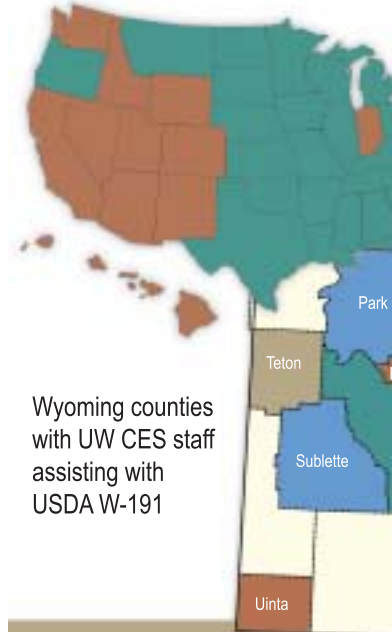 Park
Teton
Wyoming counties
with UW CES staff
assisting with
USDA W-191
Sublette
Uinta